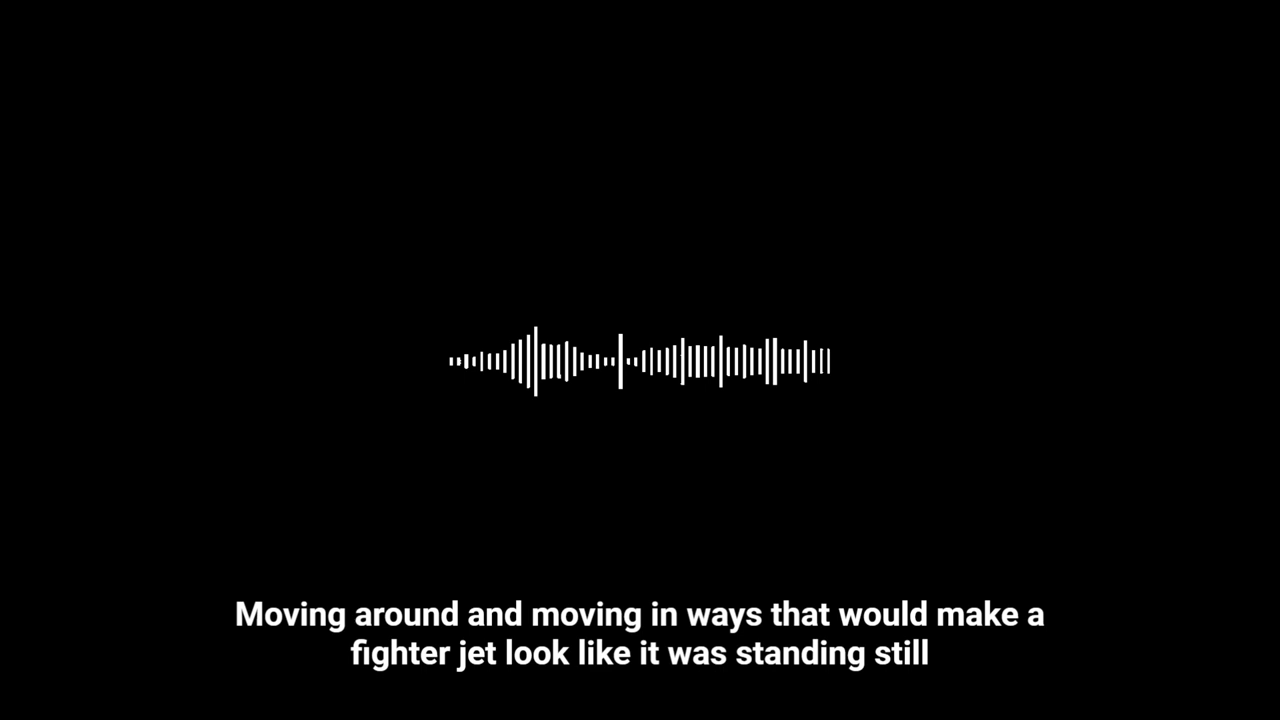 Moving around and moving in ways that would make a
fighter jet look like it was standing still